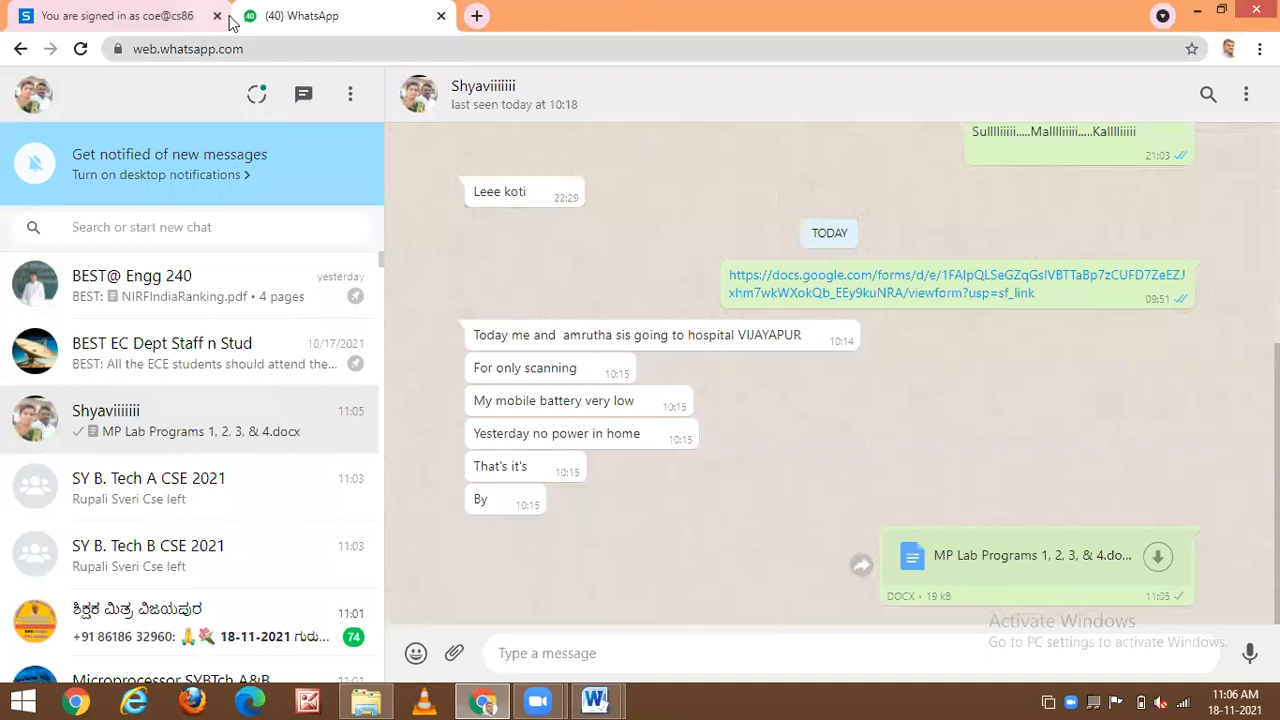 You are signed in as coe@cs86
40
(40) WhatsApp
web.whatsapp.com
Shyaviiiiiii
last seen today at 10:18
Get notified of new messages
Turn on desktop notifications >
Search or start new chat
BEST@ Engg 240
yesterday
BEST: NIRFIndiaRanking.pdf • 4 pages
BEST EC Dept Staff n Stud
10/17/2021
BEST: All the ECE students should attend the...
Shyaviiiiiii
11:05
MP Lab Programs 1, 2, 3, & 4.docx
SY B. Tech A CSE 2021
11:03
Rupali Sveri Cse left
SY B. Tech B CSE 2021
11:03
Rupali Sveri Cse left
ಶಿಕ್ಷಕ ಮಿತ್ರ ವಿಜಯಪುರ
11:01
+91 86186 32960: 🙏💐 18-11-2021 ಗುರು...
74
Microprocessor SYBTech A&B
Sulllliiiii.....Malllliiiii.....Kalllliiiii
21:03
Leee koti
22:29
TODAY
https://docs.google.com/forms/d/e/1FAIpQLSeGZqGsIVBTTaBp7zCUFD7ZeEZJ
xhm7wkWXokQb_EEy9kuNRA/viewform?usp=sf_link
09:51
Today me and amrutha sis going to hospital VIJAYAPUR
10:14
For only scanning
10:15
My mobile battery very low
10:15
Yesterday no power in home
10:15
That's it's
10:15
By
10:15
MP Lab Programs 1, 2, 3, & 4.do...
DOCX • 19 kB
11:05
Activate Windows
Go to PC settings to activate Windows.
Type a message
11:06 AM
18-11-2021